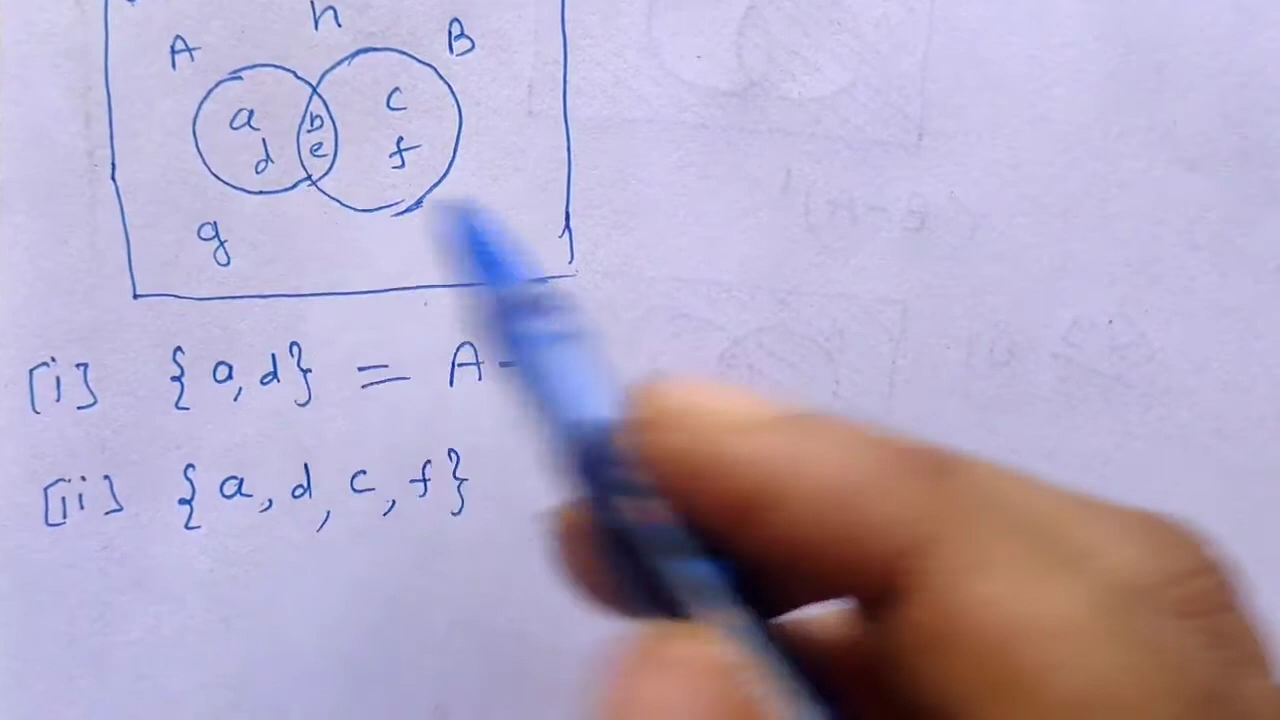 h
A B
a b c
d e f
g
[i] {a,d} = A -
[ii] {a, d, c, f}